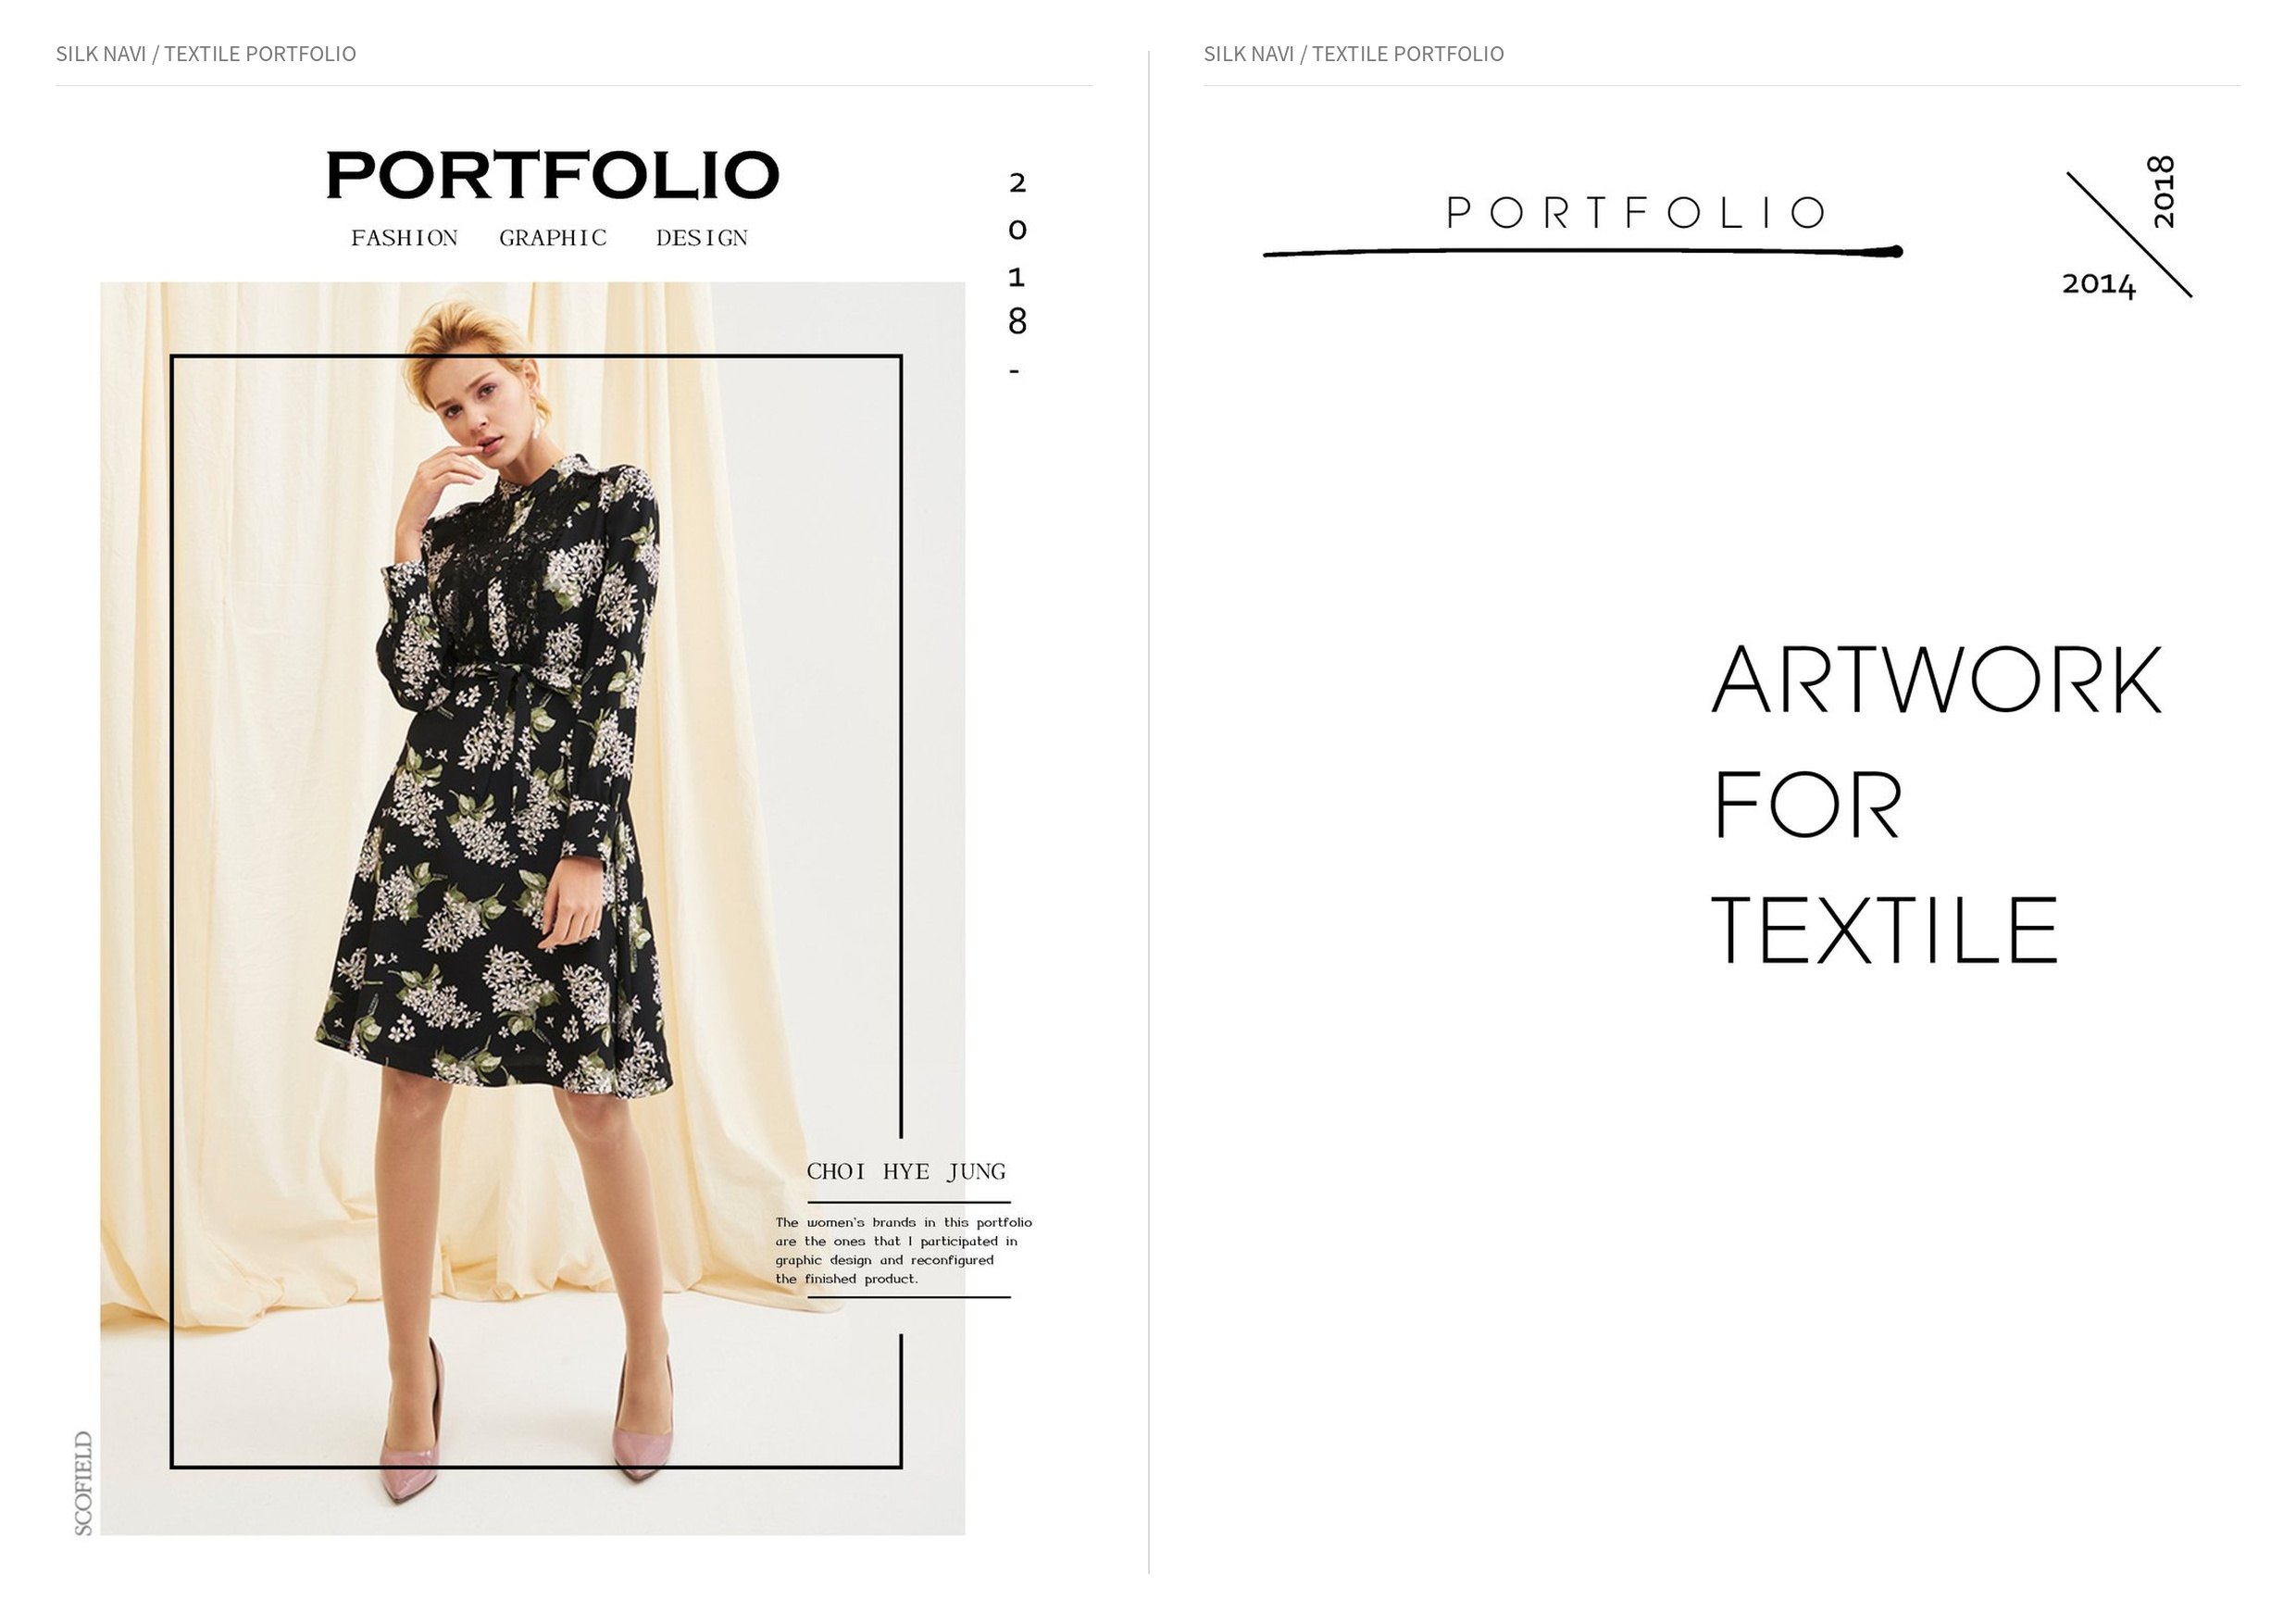 SILK NAVI / TEXTILE PORTFOLIO
PORTFOLIO
FASHION GRAPHIC DESIGN
2
0
1
8
-
CHOI HYE JUNG
The women's brands in this portfolio
are the ones that I participated in
graphic design and reconfigured
the finished product.
SCOFIELD
SILK NAVI / TEXTILE PORTFOLIO
PORTFOLIO
2018
2014
ARTWORK
FOR
TEXTILE